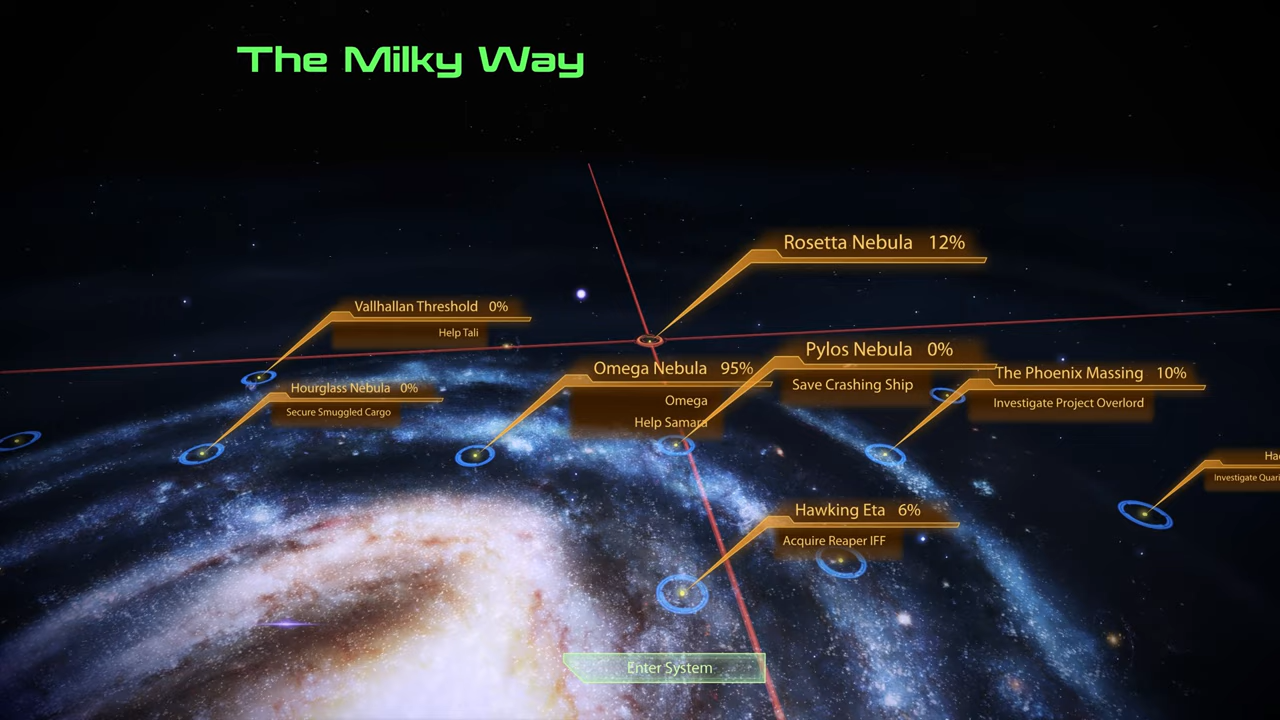 The Milky Way
Rosetta Nebula 12%
Vallhallan Threshold 0%
Help Tali
Pylos Nebula 0%
Save Crashing Ship
Omega Nebula 95%
Omega
Help Samara
The Phoenix Massing 10%
Investigate Project Overlord
Hourglass Nebula 0%
Secure Smuggled Cargo
Investigate
Hawking Eta 6%
Acquire Reaper IFF
Enter System